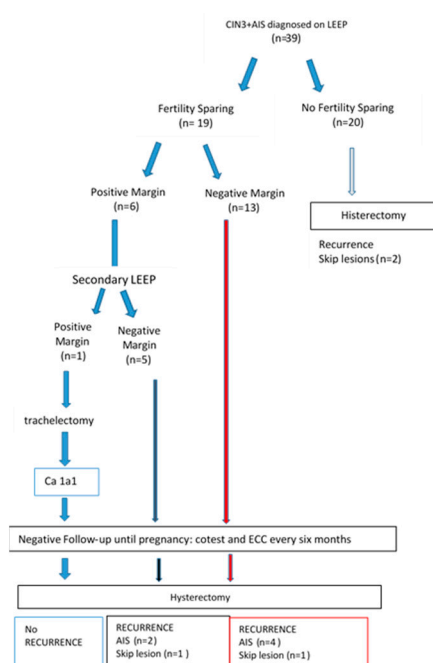 CIN3+AIS diagnosed on LEEP
(n=39)
Fertility Sparing
(n= 19)
No Fertility Sparing
(n=20)
Positive Margin
(n=6)
Negative Margin
(n=13)
Histerectomy
Recurrence
Skip lesions (n=2)
Secondary LEEP
Positive
Margin
(n=1)
Negative
Margin
(n=5)
trachelectomy
Ca 1a1
Negative Follow-up until pregnancy: cotest and ECC every six months
Hysterectomy
No
RECURRENCE
RECURRENCE
AIS (n=2)
Skip lesion (n=1 )
RECURRENCE
AIS (n=4 )
Skip lesion (n=1)